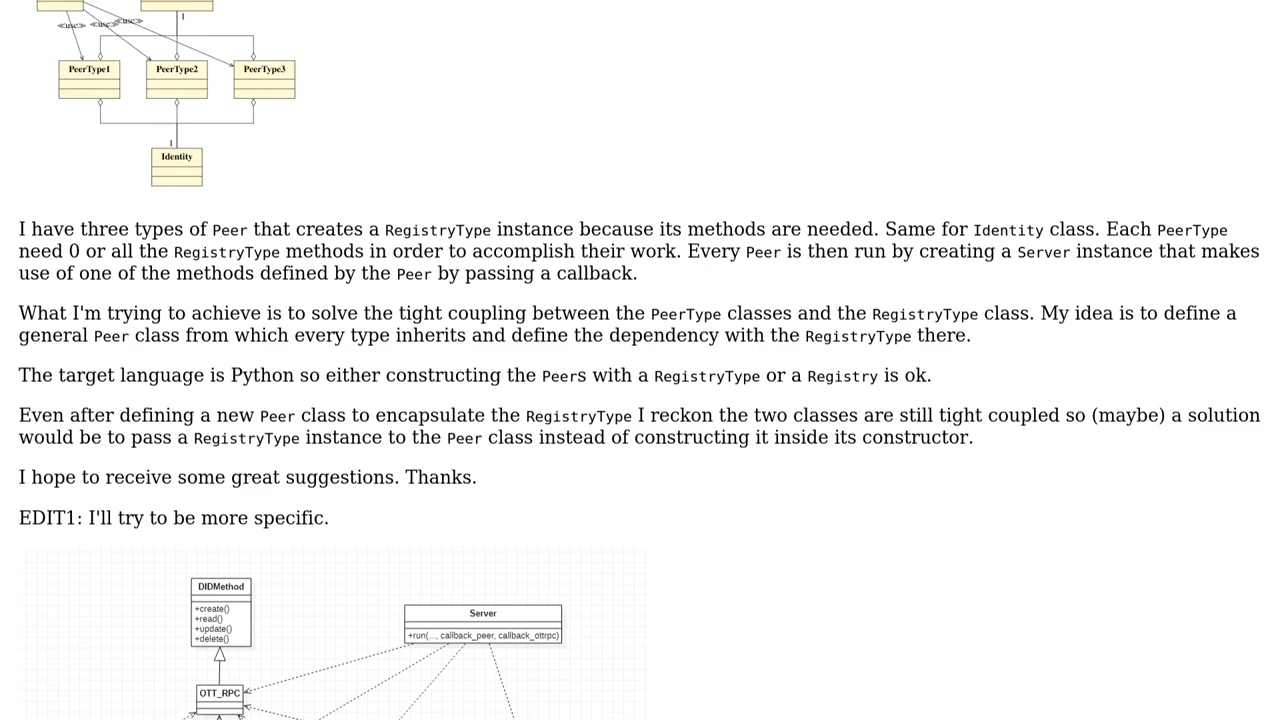 1
«use» «use» «use»
PeerType1 PeerType2 PeerType3
1
Identity
I have three types of Peer that creates a RegistryType instance because its methods are needed. Same for Identity class. Each PeerType
need 0 or all the RegistryType methods in order to accomplish their work. Every Peer is then run by creating a Server instance that makes
use of one of the methods defined by the Peer by passing a callback.
What I'm trying to achieve is to solve the tight coupling between the PeerType classes and the RegistryType class. My idea is to define a
general Peer class from which every type inherits and define the dependency with the RegistryType there.
The target language is Python so either constructing the Peers with a RegistryType or a Registry is ok.
Even after defining a new Peer class to encapsulate the RegistryType I reckon the two classes are still tight coupled so (maybe) a solution
would be to pass a RegistryType instance to the Peer class instead of constructing it inside its constructor.
I hope to receive some great suggestions. Thanks.
EDIT1: I'll try to be more specific.
DIDMethod
+create()
+read()
+update()
+delete()
Server
+run(..., callback_peer, callback_ottrpc)
OTT_RPC